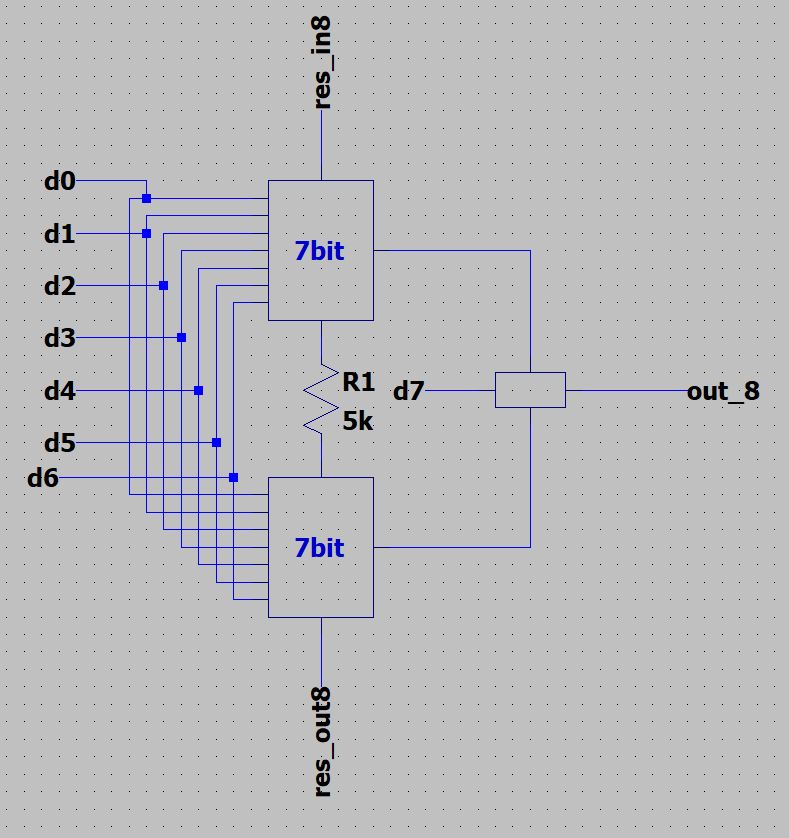 res_in8
d0
d1
7bit
d2
d3
d4
R1
d7
out_8
5k
d5
d6
7bit
res_out8